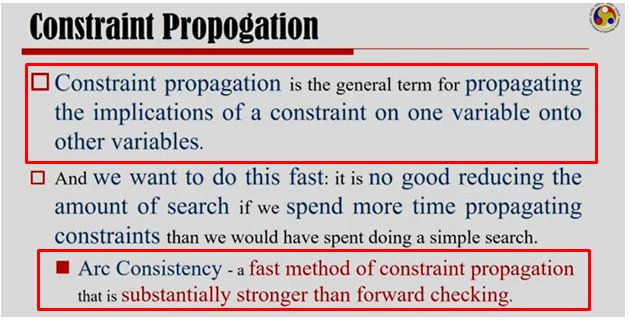 Constraint Propogation
Constraint propagation is the general term for propagating
the implications of a constraint on one variable onto
other variables.
And we want to do this fast: it is no good reducing the
amount of search if we spend more time propagating
constraints than we would have spent doing a simple search.
Arc Consistency - a fast method of constraint propagation
that is substantially stronger than forward checking.